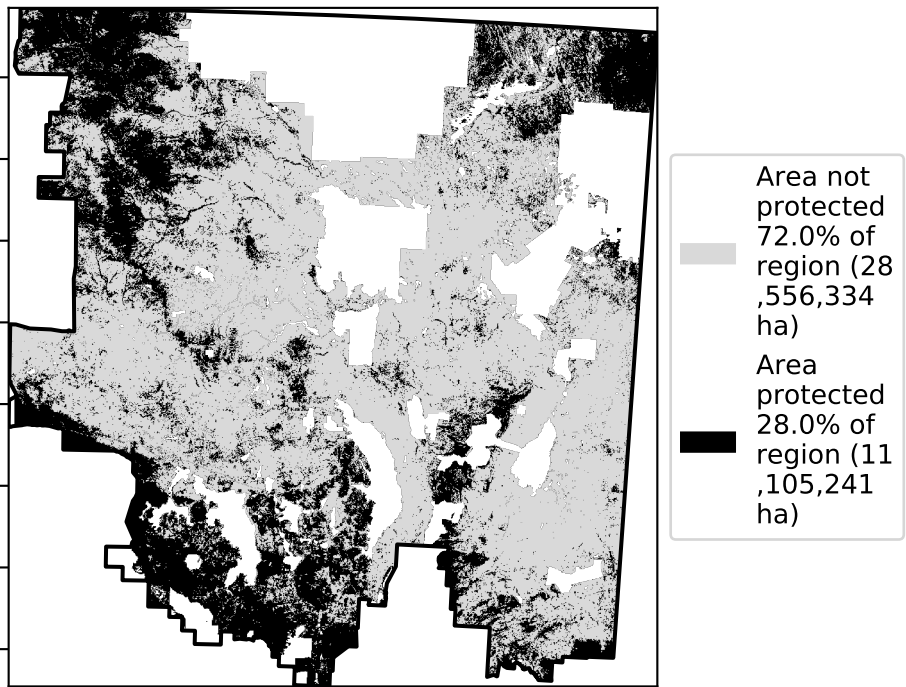 Area not
protected
72.0% of
region (28
,556,334
ha)
Area
protected
28.0% of
region (11
,105,241
ha)